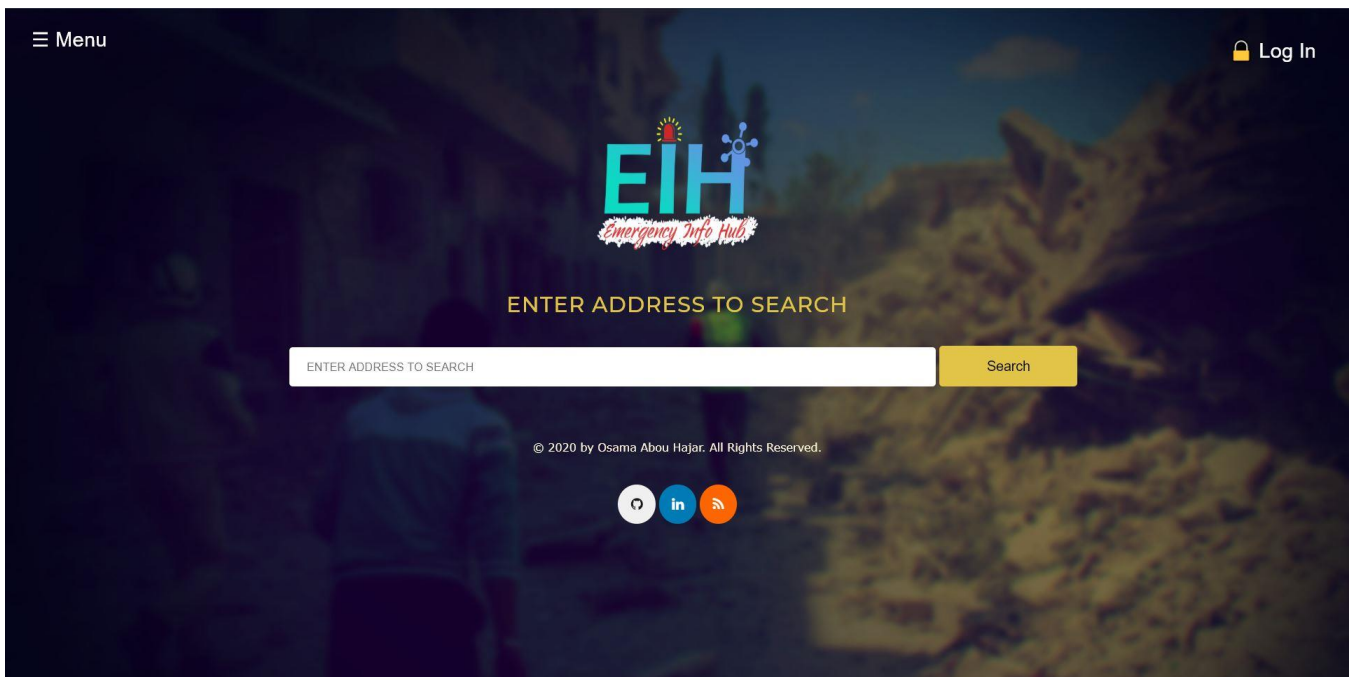 ☰ Menu
Log In
EIH
Emergency Info Hub
ENTER ADDRESS TO SEARCH
ENTER ADDRESS TO SEARCH
Search
© 2020 by Osama Abou Hajar. All Rights Reserved.
in